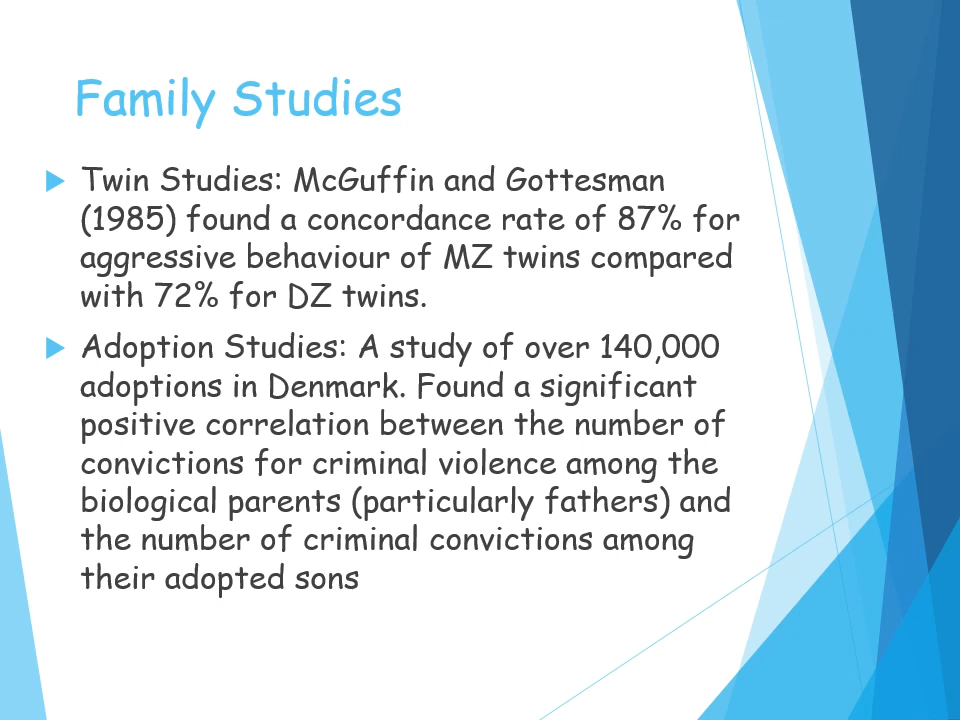 Family Studies
Twin Studies: McGuffin and Gottesman
(1985) found a concordance rate of 87% for
aggressive behaviour of MZ twins compared
with 72% for DZ twins.
Adoption Studies: A study of over 140,000
adoptions in Denmark. Found a significant
positive correlation between the number of
convictions for criminal violence among the
biological parents (particularly fathers) and
the number of criminal convictions among
their adopted sons